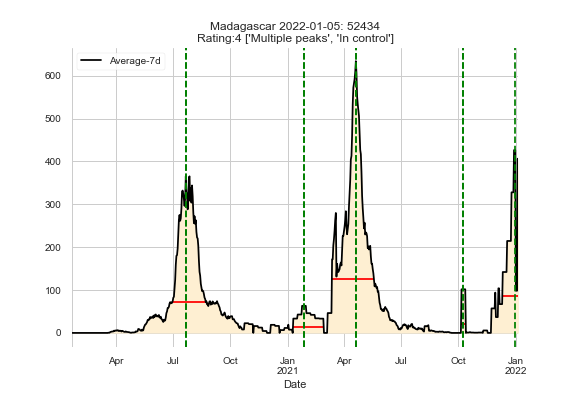 Madagascar 2022-01-05: 52434
Rating:4 ['Multiple peaks', 'In control']
Average-7d
600
500
400
300
200
100
0
Apr Jul Oct Jan Apr Jul Oct Jan
2021 2022
Date